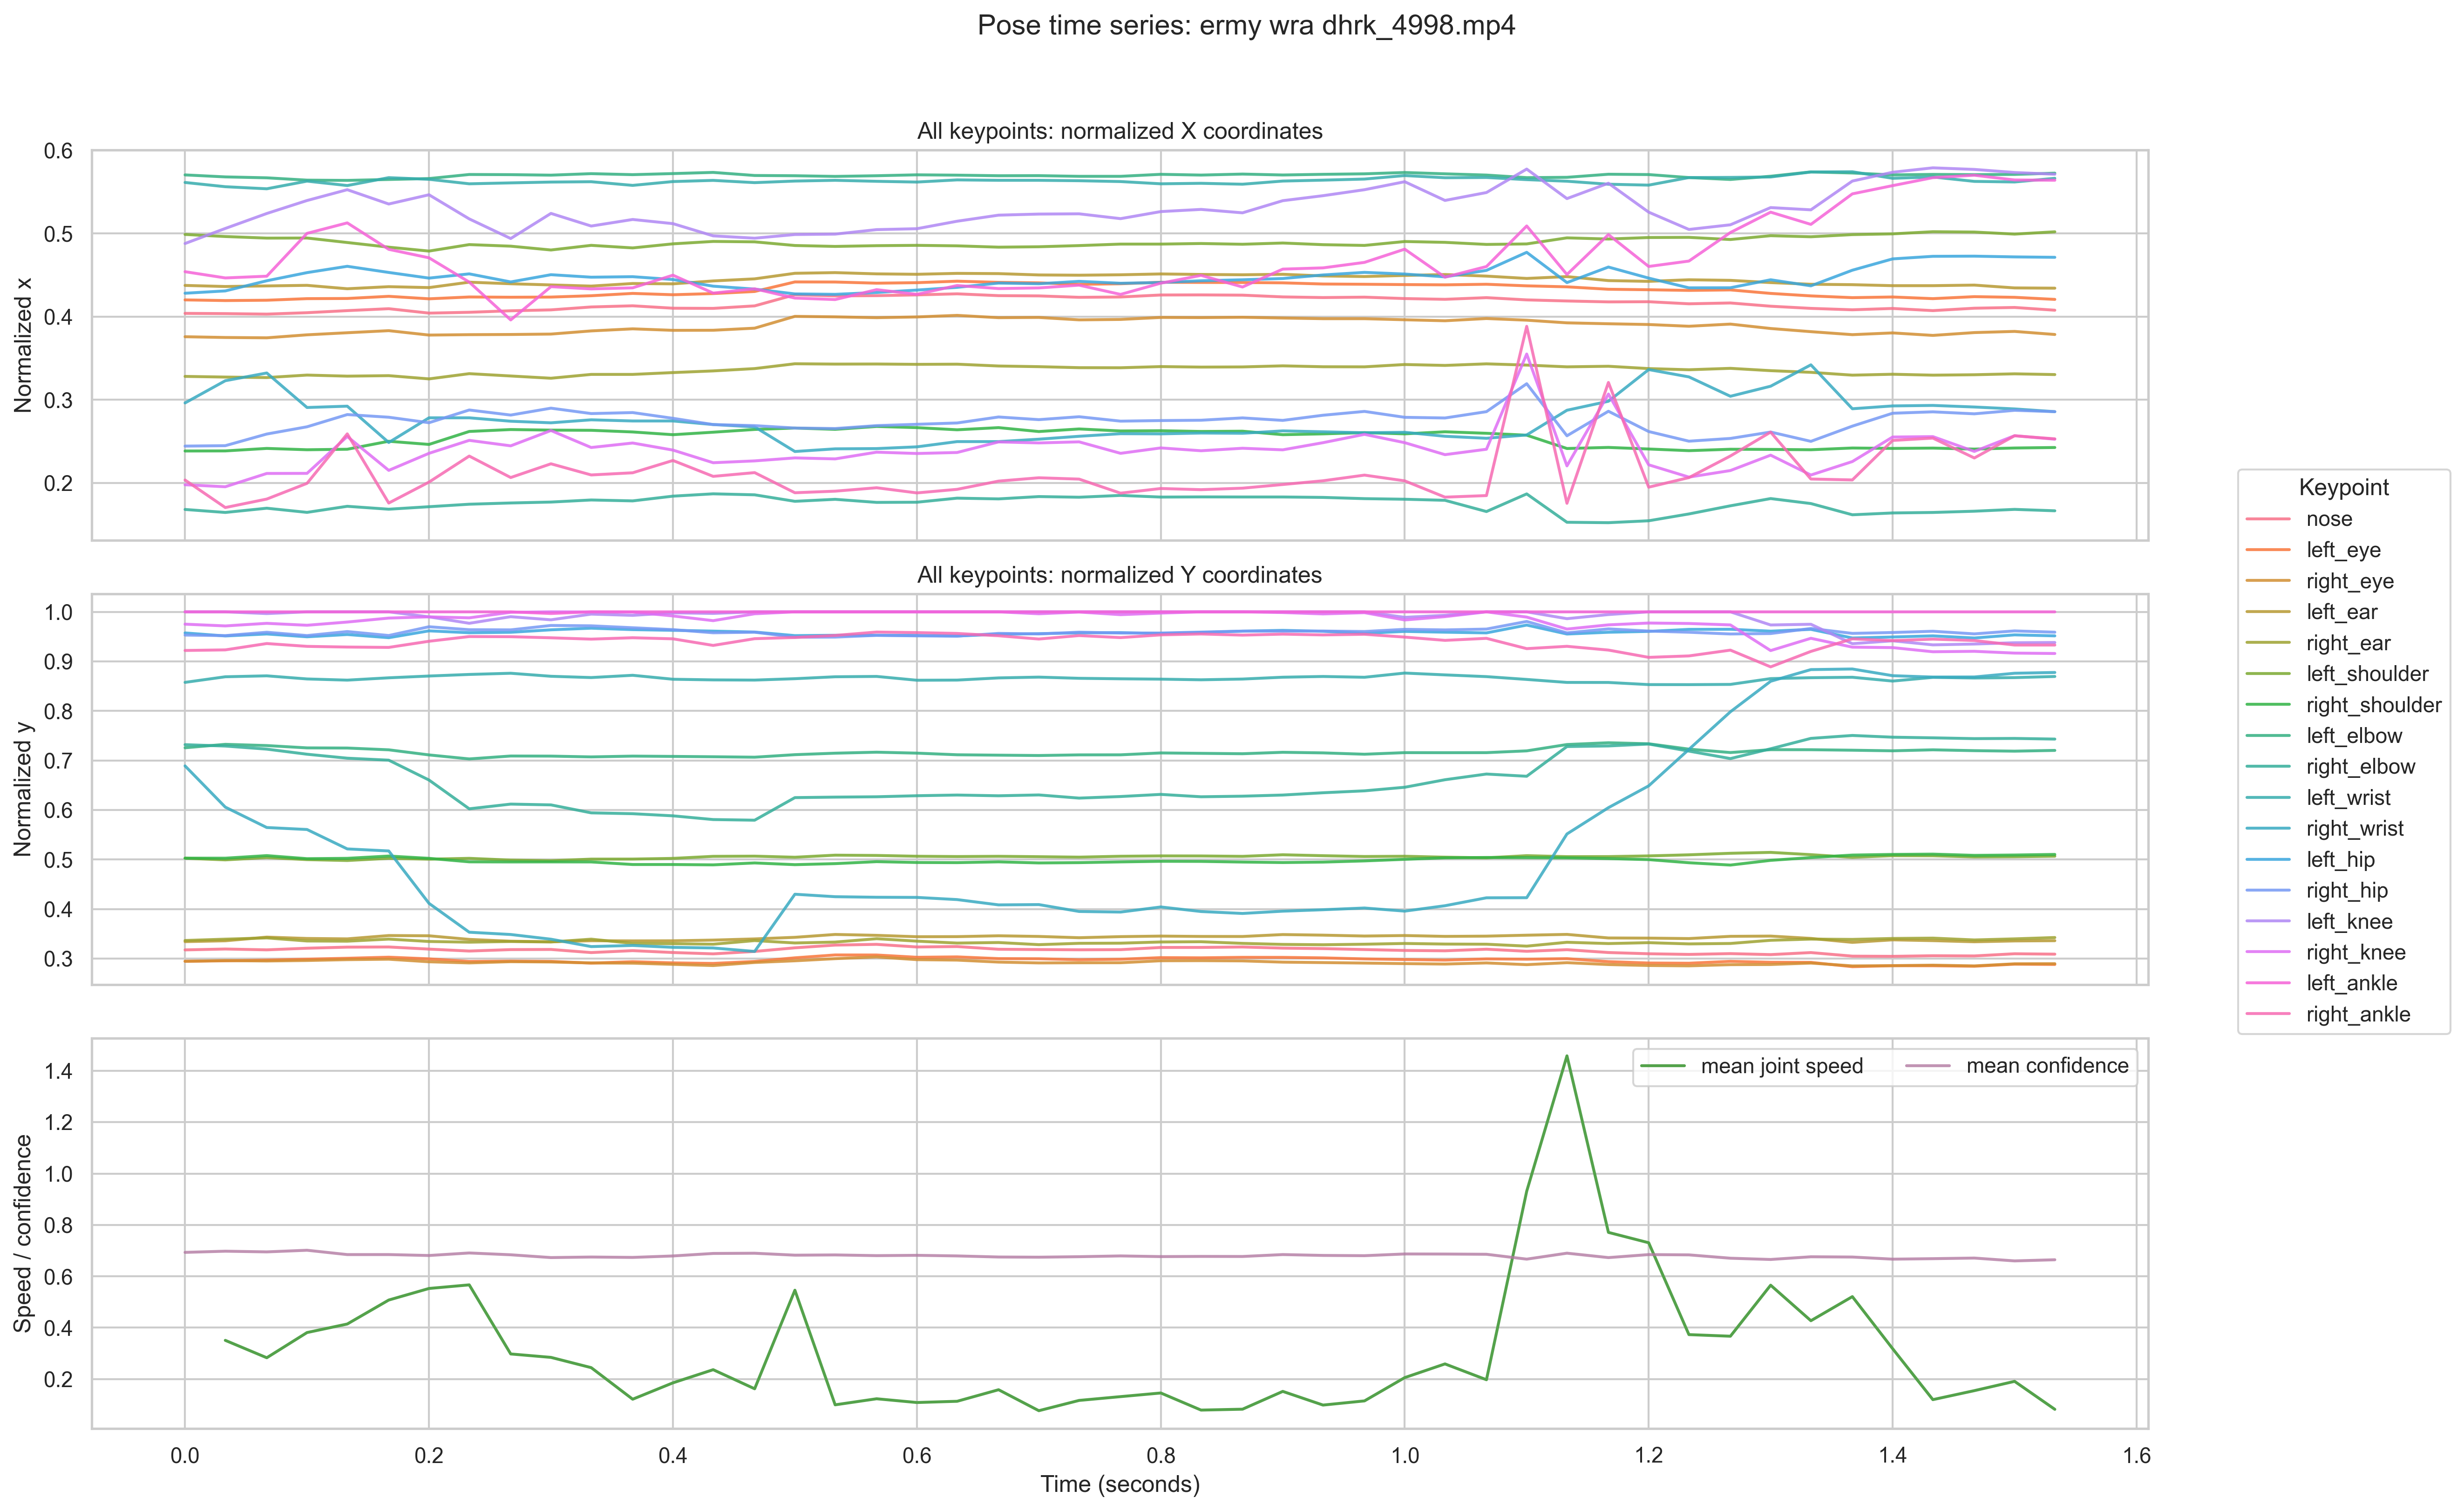 Pose time series: ermy wra dhrk_4998.mp4
All keypoints: normalized X coordinates
0.6
0.5
0.4
0.3
0.2
Normalized x
All keypoints: normalized Y coordinates
1.0
0.9
0.8
0.7
0.6
0.5
0.4
0.3
Normalized y
Keypoint
nose
left_eye
right_eye
left_ear
right_ear
left_shoulder
right_shoulder
left_elbow
right_elbow
left_wrist
right_wrist
left_hip
right_hip
left_knee
right_knee
left_ankle
right_ankle
mean joint speed mean confidence
1.4
1.2
1.0
0.8
0.6
0.4
0.2
Speed / confidence
0.0 0.2 0.4 0.6 0.8 1.0 1.2 1.4 1.6
Time (seconds)